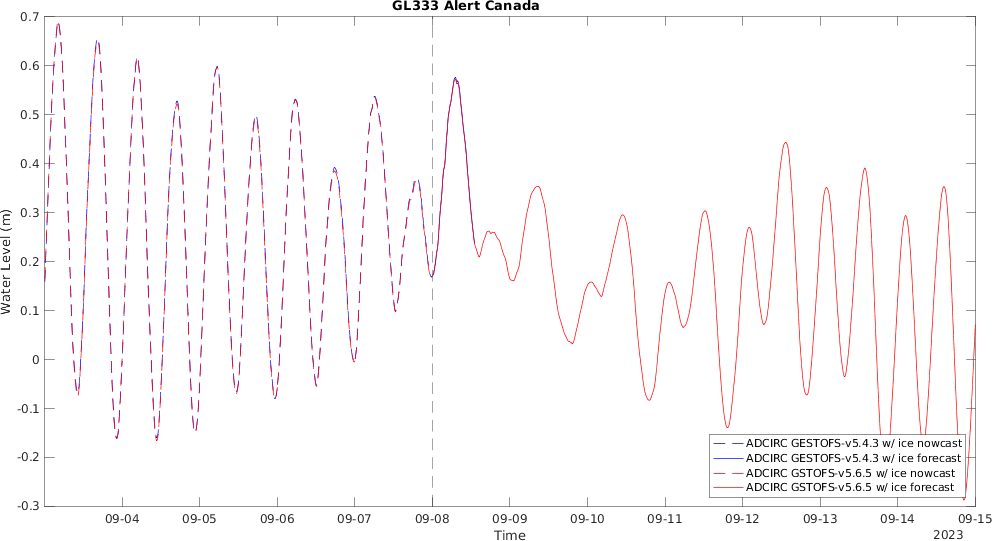 GL333 Alert Canada
0.7
0.6
0.5
0.4
0.3
0.2
0.1
0
-0.1
-0.2
-0.3
Water Level (m)
09-04 09-05 09-06 09-07 09-08 09-09 09-10 09-11 09-12 09-13 09-14 09-15
Time
2023
ADCIRC GESTOFS-v5.4.3 w/ ice nowcast
ADCIRC GESTOFS-v5.4.3 w/ ice forecast
ADCIRC GSTOFS-v5.6.5 w/ ice nowcast
ADCIRC GSTOFS-v5.6.5 w/ ice forecast